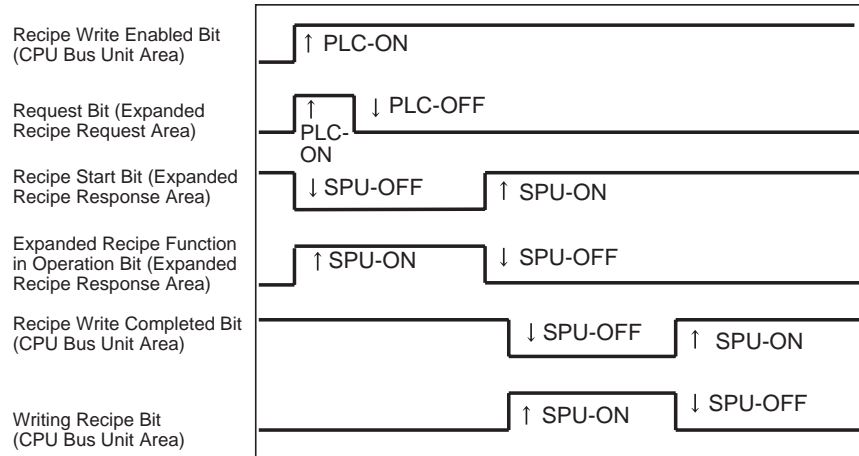 Recipe Write Enabled Bit
(CPU Bus Unit Area)
↑ PLC-ON
Request Bit (Expanded
Recipe Request Area)
↑
PLC-
ON
↓ PLC-OFF
Recipe Start Bit (Expanded
Recipe Response Area)
↓ SPU-OFF
↑ SPU-ON
Expanded Recipe Function
in Operation Bit (Expanded
Recipe Response Area)
↑ SPU-ON
↓ SPU-OFF
Recipe Write Completed Bit
(CPU Bus Unit Area)
↓ SPU-OFF
↑ SPU-ON
Writing Recipe Bit
(CPU Bus Unit Area)
↑ SPU-ON
↓ SPU-OFF